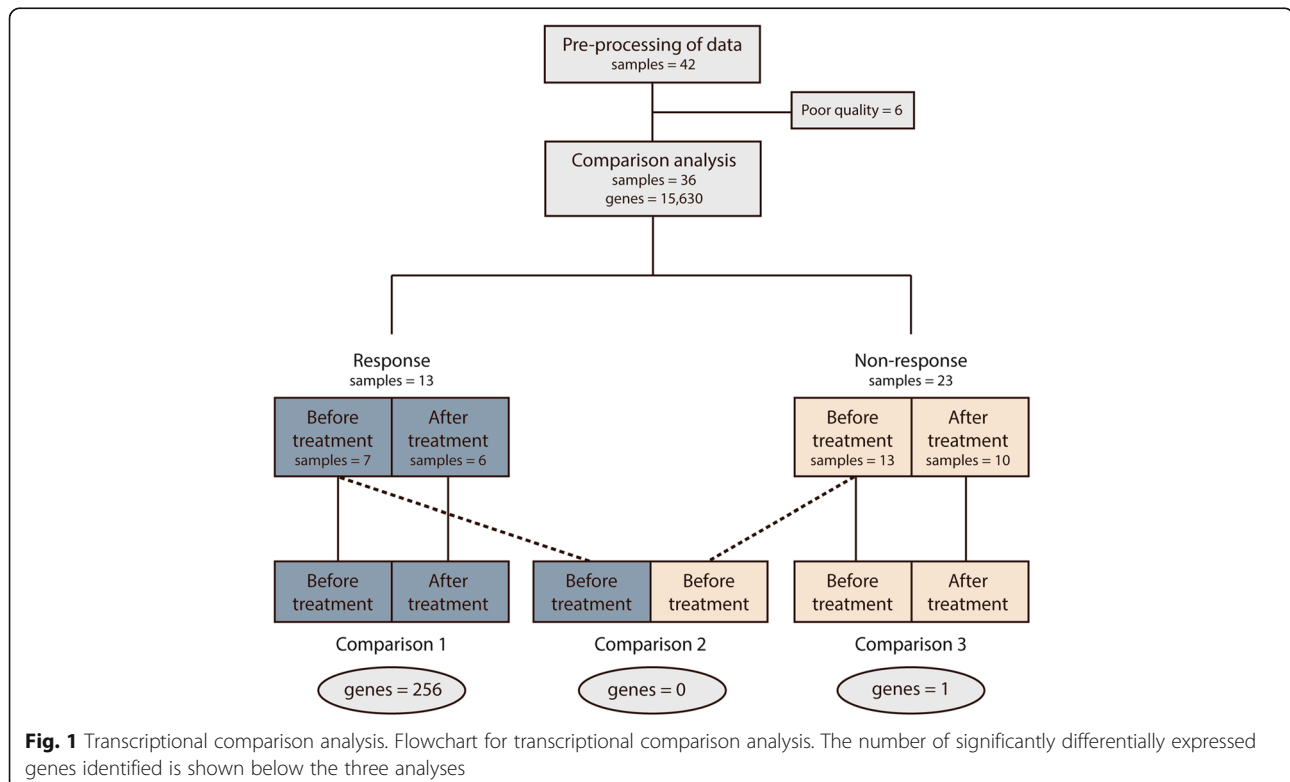 Pre-processing of data
samples = 42
Poor quality = 6
Comparison analysis
samples = 36
genes = 15,630
Response
samples = 13
Non-response
samples = 23
Before
treatment
samples = 7
After
treatment
samples = 6
Before
treatment
samples = 13
After
treatment
samples = 10
Before
treatment
After
treatment
Before
treatment
Before
treatment
Before
treatment
After
treatment
Comparison 1
Comparison 2
Comparison 3
genes = 256
genes = 0
genes = 1
Fig. 1 Transcriptional comparison analysis. Flowchart for transcriptional comparison analysis. The number of significantly differentially expressed
genes identified is shown below the three analyses